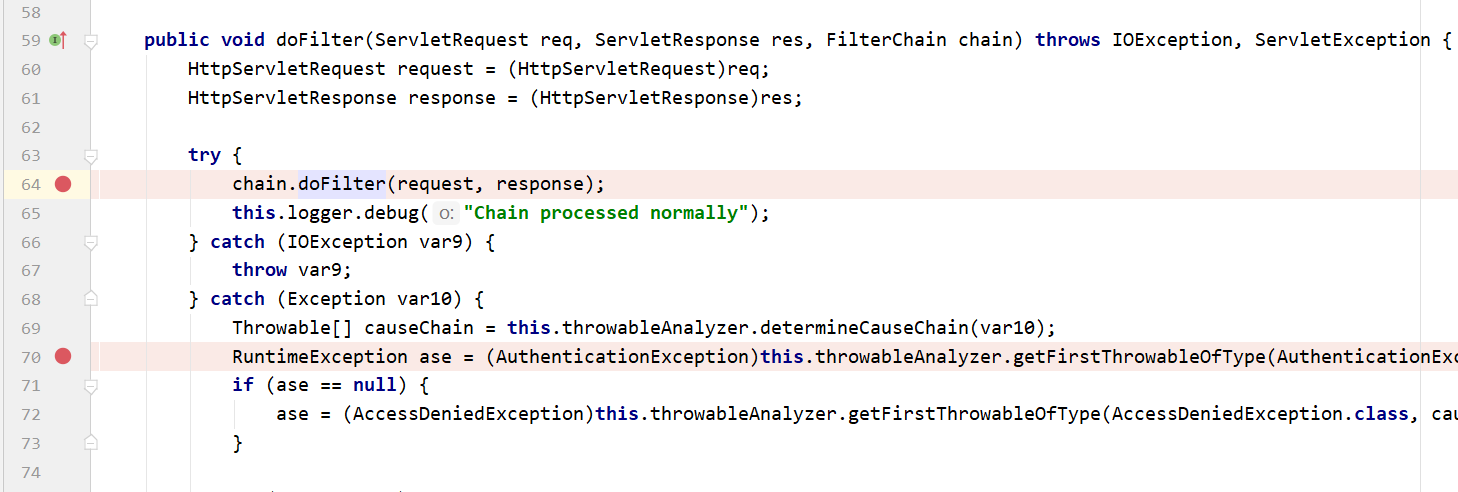 58
59 public void doFilter(ServletRequest req, ServletResponse res, FilterChain chain) throws IOException, ServletException {
60 HttpServletRequest request = (HttpServletRequest)req;
61 HttpServletResponse response = (HttpServletResponse)res;
62
63 try {
64 chain.doFilter(request, response);
65 this.logger.debug( o: "Chain processed normally");
66 } catch (IOException var9) {
67 throw var9;
68 } catch (Exception var10) {
69 Throwable[] causeChain = this.throwableAnalyzer.determineCauseChain(var10);
70 RuntimeException ase = (AuthenticationException)this.throwableAnalyzer.getFirstThrowableOfType(AuthenticationExc
71 if (ase == null) {
72 ase = (AccessDeniedException)this.throwableAnalyzer.getFirstThrowableOfType(AccessDeniedException.class, cau
73 }
74